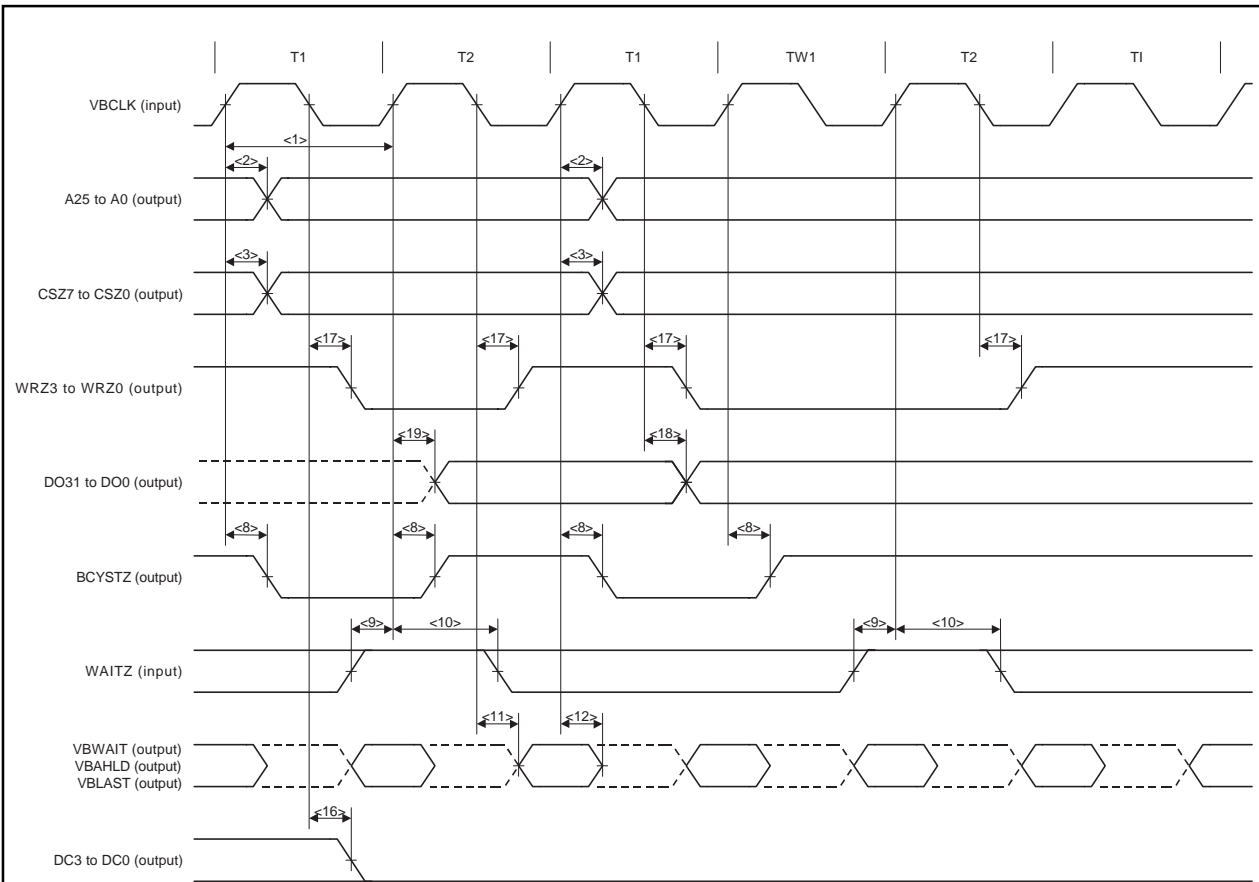 T1 T2 T1 TW1 T2 TI
VBCLK (input)
<1>
<2> <2>
A25 to A0 (output)
<3> <3>
CSZ7 to CSZ0 (output)
<17> <17> <17> <17>
WRZ3 to WRZ0 (output)
<19> <18>
DO31 to DO0 (output)
<8> <8> <8> <8>
BCYSTZ (output)
<9> <10> <9> <10>
WAITZ (input)
<11> <12>
VBWAIT (output)
VBAHLD (output)
VBLAST (output)
<16>
DC3 to DC0 (output)